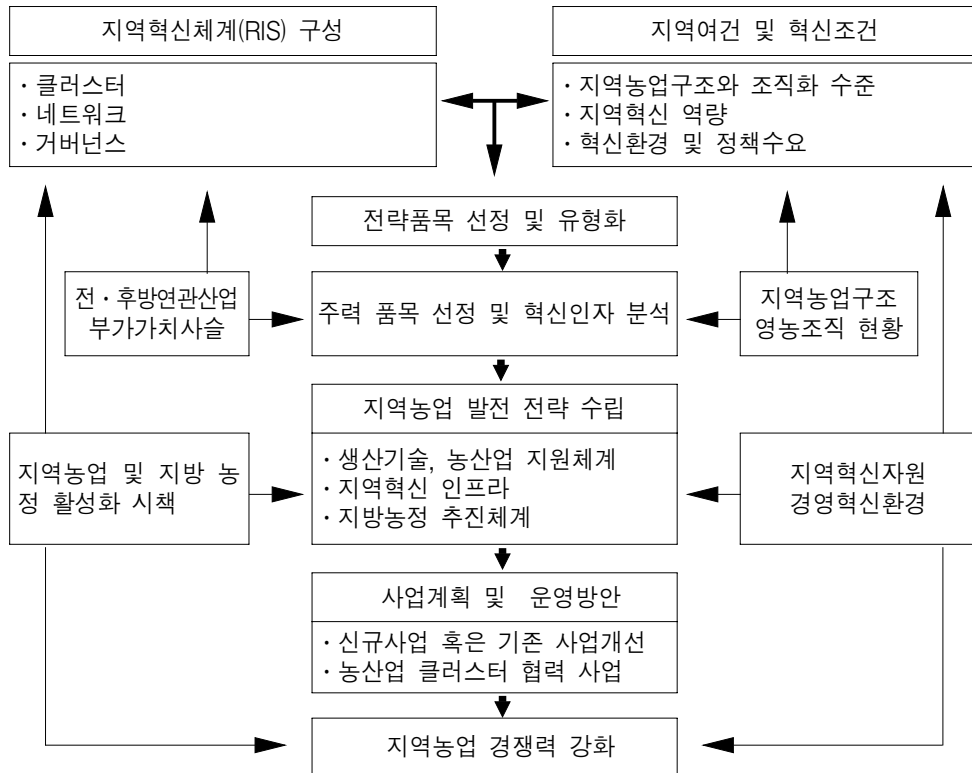 지역혁신체계(RIS) 구성
· 클러스터
· 네트워크
· 거버넌스
지역여건 및 혁신조건
· 지역농업구조와 조직화 수준
· 지역혁신 역량
· 혁신환경 및 정책수요
전략품목 선정 및 유형화
전 · 후방연관산업
부가가치사슬
주력 품목 선정 및 혁신인자 분석
지역농업구조
영농조직 현황
지역농업 발전 전략 수립
· 생산기술, 농산업 지원체계
· 지역혁신 인프라
· 지방농정 추진체계
지역농업 및 지방 농
정 활성화 시책
지역혁신자원
경영혁신환경
사업계획 및 운영방안
· 신규사업 혹은 기존 사업개선
· 농산업 클러스터 협력 사업
지역농업 경쟁력 강화